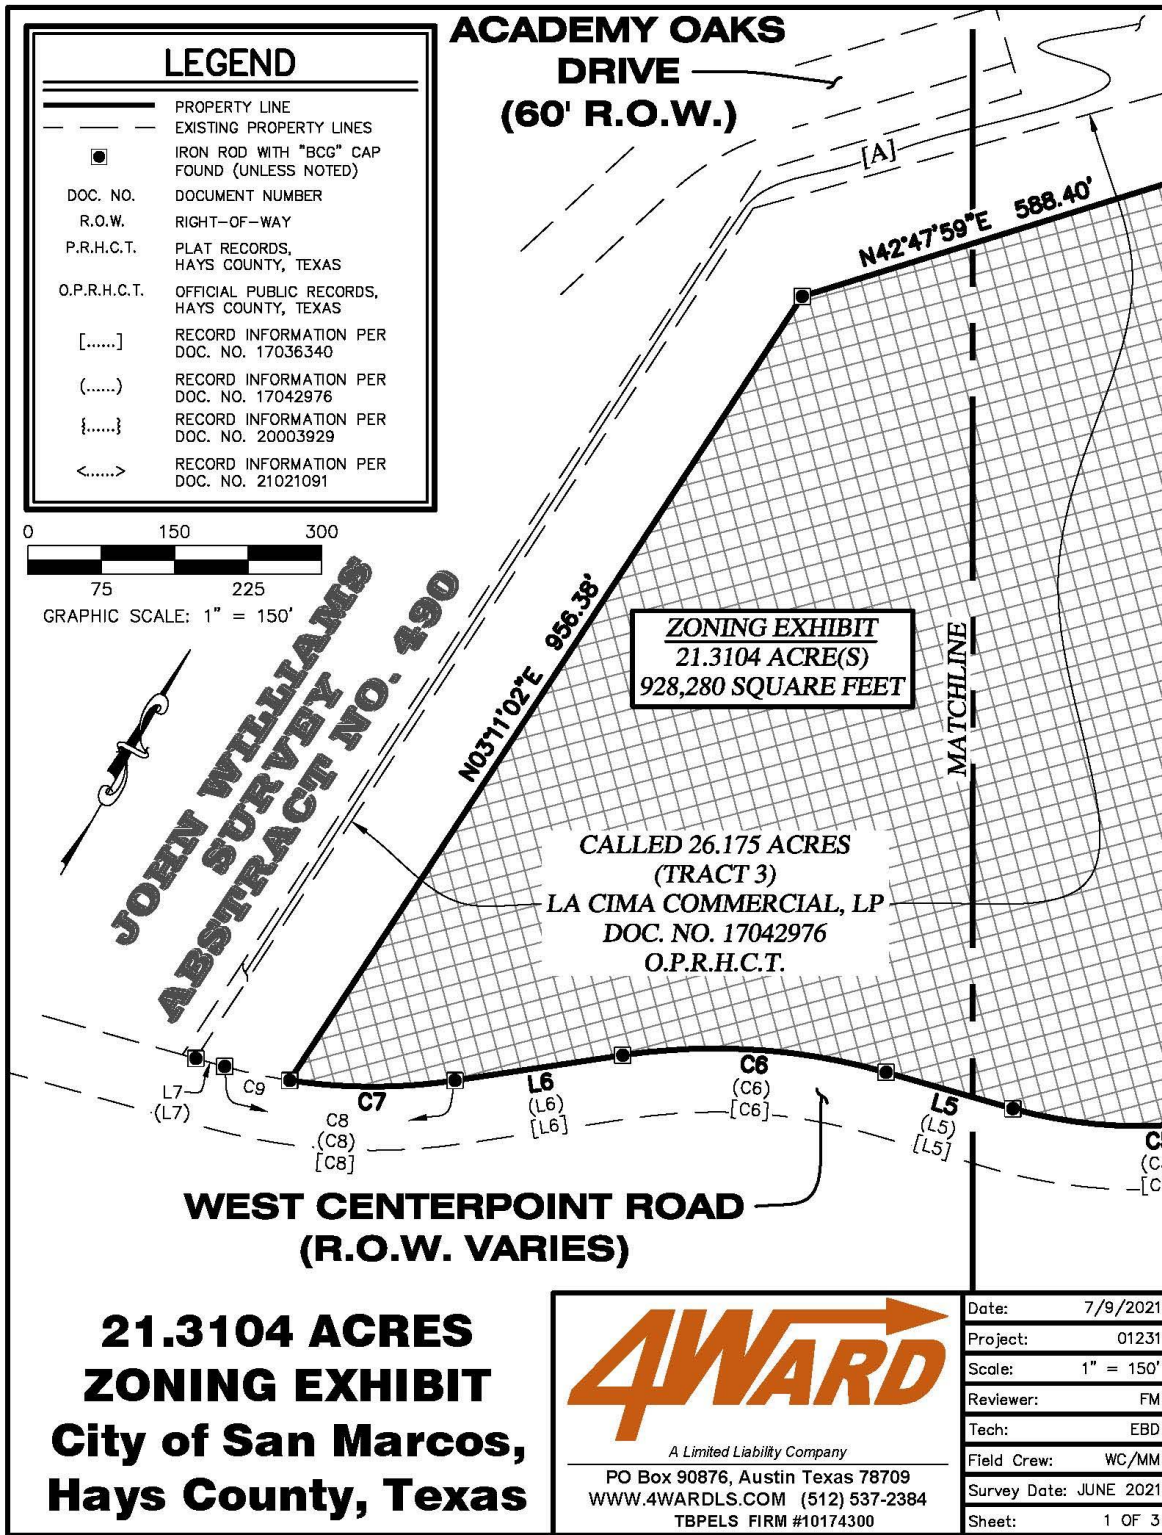 ACADEMY OAKS
DRIVE
(60' R.O.W.)
LEGEND
PROPERTY LINE
EXISTING PROPERTY LINES
IRON ROD WITH "BCG" CAP
FOUND (UNLESS NOTED)
DOC. NO. DOCUMENT NUMBER
R.O.W. RIGHT-OF-WAY
P.R.H.C.T. PLAT RECORDS,
HAYS COUNTY, TEXAS
O.P.R.H.C.T. OFFICIAL PUBLIC RECORDS,
HAYS COUNTY, TEXAS
[......] RECORD INFORMATION PER
DOC. NO. 17036340
(......) RECORD INFORMATION PER
DOC. NO. 17042976
{......} RECORD INFORMATION PER
DOC. NO. 20003929
<......> RECORD INFORMATION PER
DOC. NO. 21021091
0 150 300
75 225
GRAPHIC SCALE: 1" = 150'
[A]
N42°47'59"E 588.40'
N03°11'02"E 956.38'
JOHN WILLIAMS
SURVEY
ABSTRACT NO. 490
ZONING EXHIBIT
21.3104 ACRE(S)
928,280 SQUARE FEET
MATCHLINE
CALLED 26.175 ACRES
(TRACT 3)
LA CIMA COMMERCIAL, LP
DOC. NO. 17042976
O.P.R.H.C.T.
L7
(L7)
C9
C7
C8
(C8)
[C8]
L6
(L6)
[L6]
C6
(C6)
[C6]
L5
(L5)
[L5]
WEST CENTERPOINT ROAD
(R.O.W. VARIES)
21.3104 ACRES
ZONING EXHIBIT
City of San Marcos,
Hays County, Texas
4WARD
A Limited Liability Company
PO Box 90876, Austin Texas 78709
WWW.4WARDLS.COM (512) 537-2384
TBPELS FIRM #10174300
Date: 7/9/2021
Project: 01231
Scale: 1" = 150'
Reviewer: FM
Tech: EBD
Field Crew: WC/MM
Survey Date: JUNE 2021
Sheet: 1 OF 3